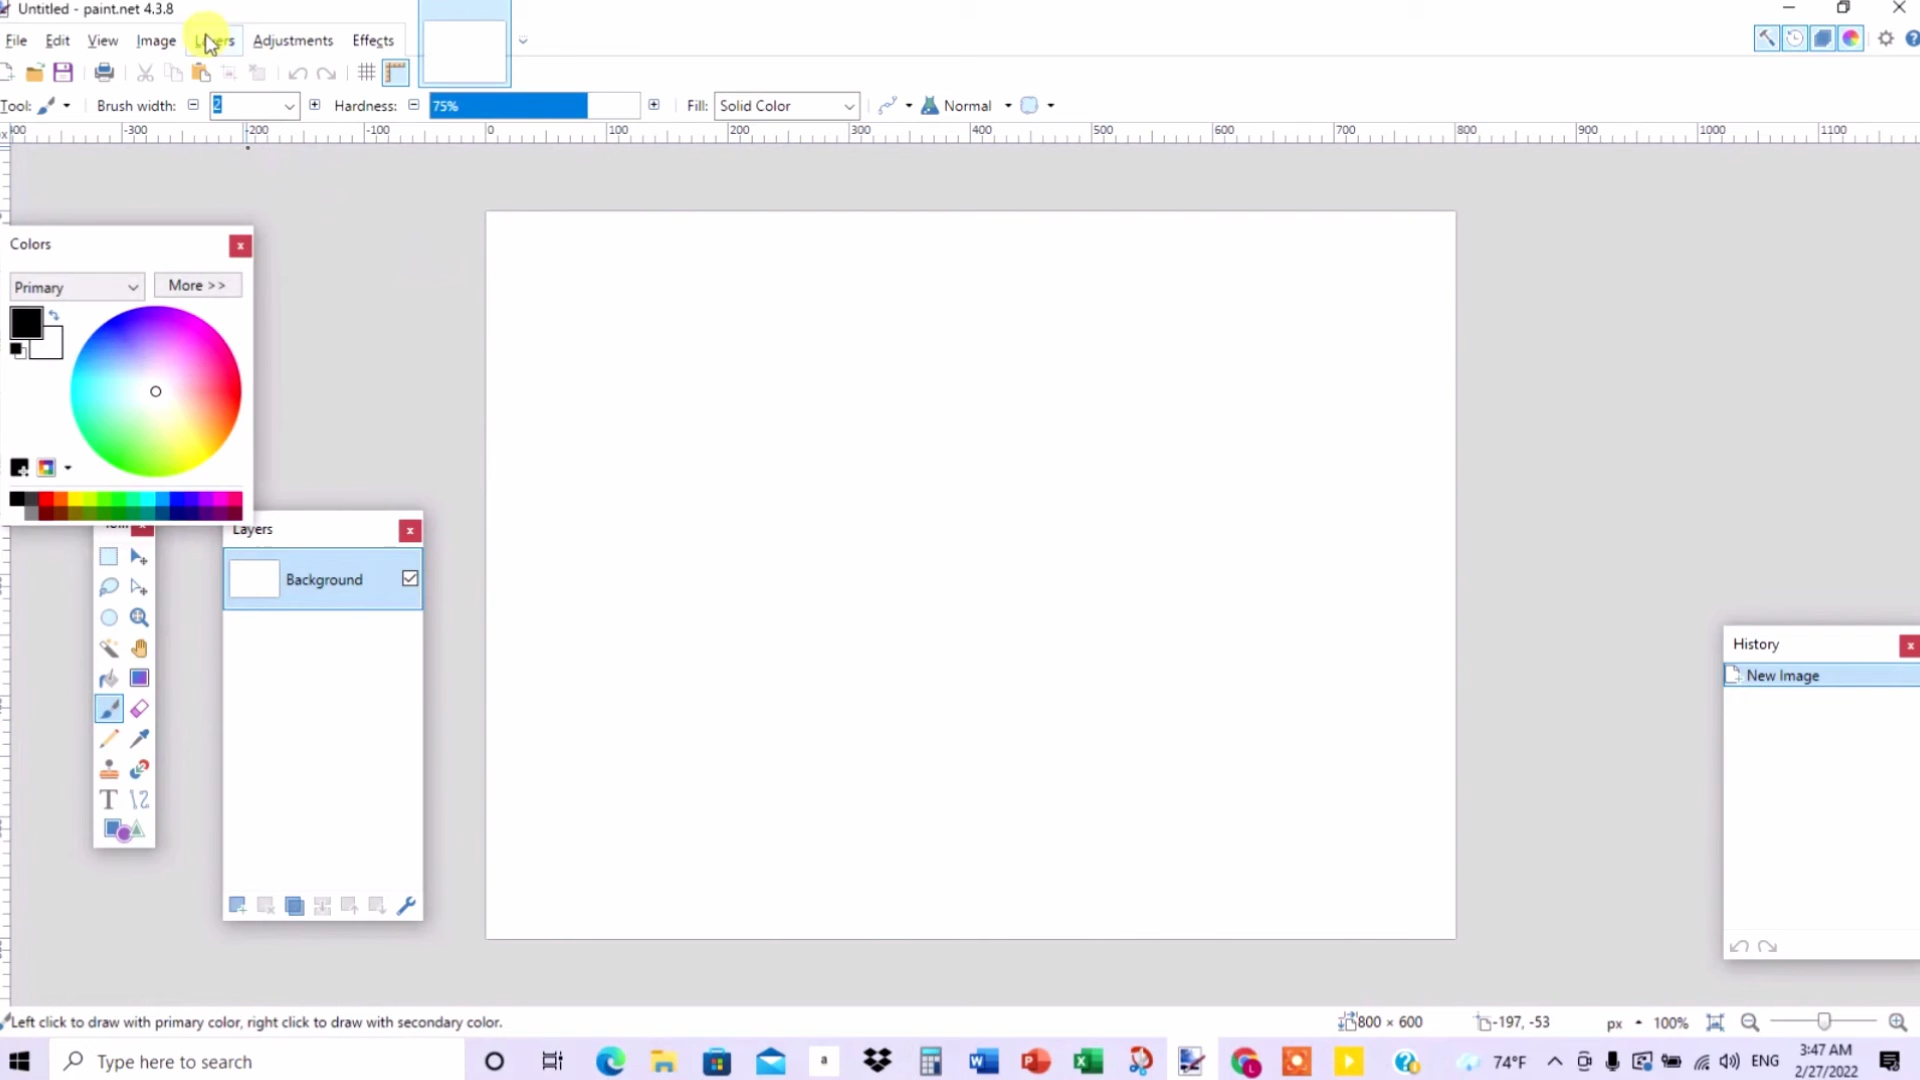 Untitled - paint.net 4.3.8
File Edit View Image Layers Adjustments Effects
Tool: Brush width: 2 Hardness: 75% Fill: Solid Color Normal
-300 -200 -100 0 100 200 300 400 500 600 700 800 900 1000 1100
Colors
Primary More >>
Layers
Background
History
New Image
Left click to draw with primary color, right click to draw with secondary color.
800 × 600 -197, -53 px 100%
Type here to search
a
74°F ENG
3:47 AM
2/27/2022